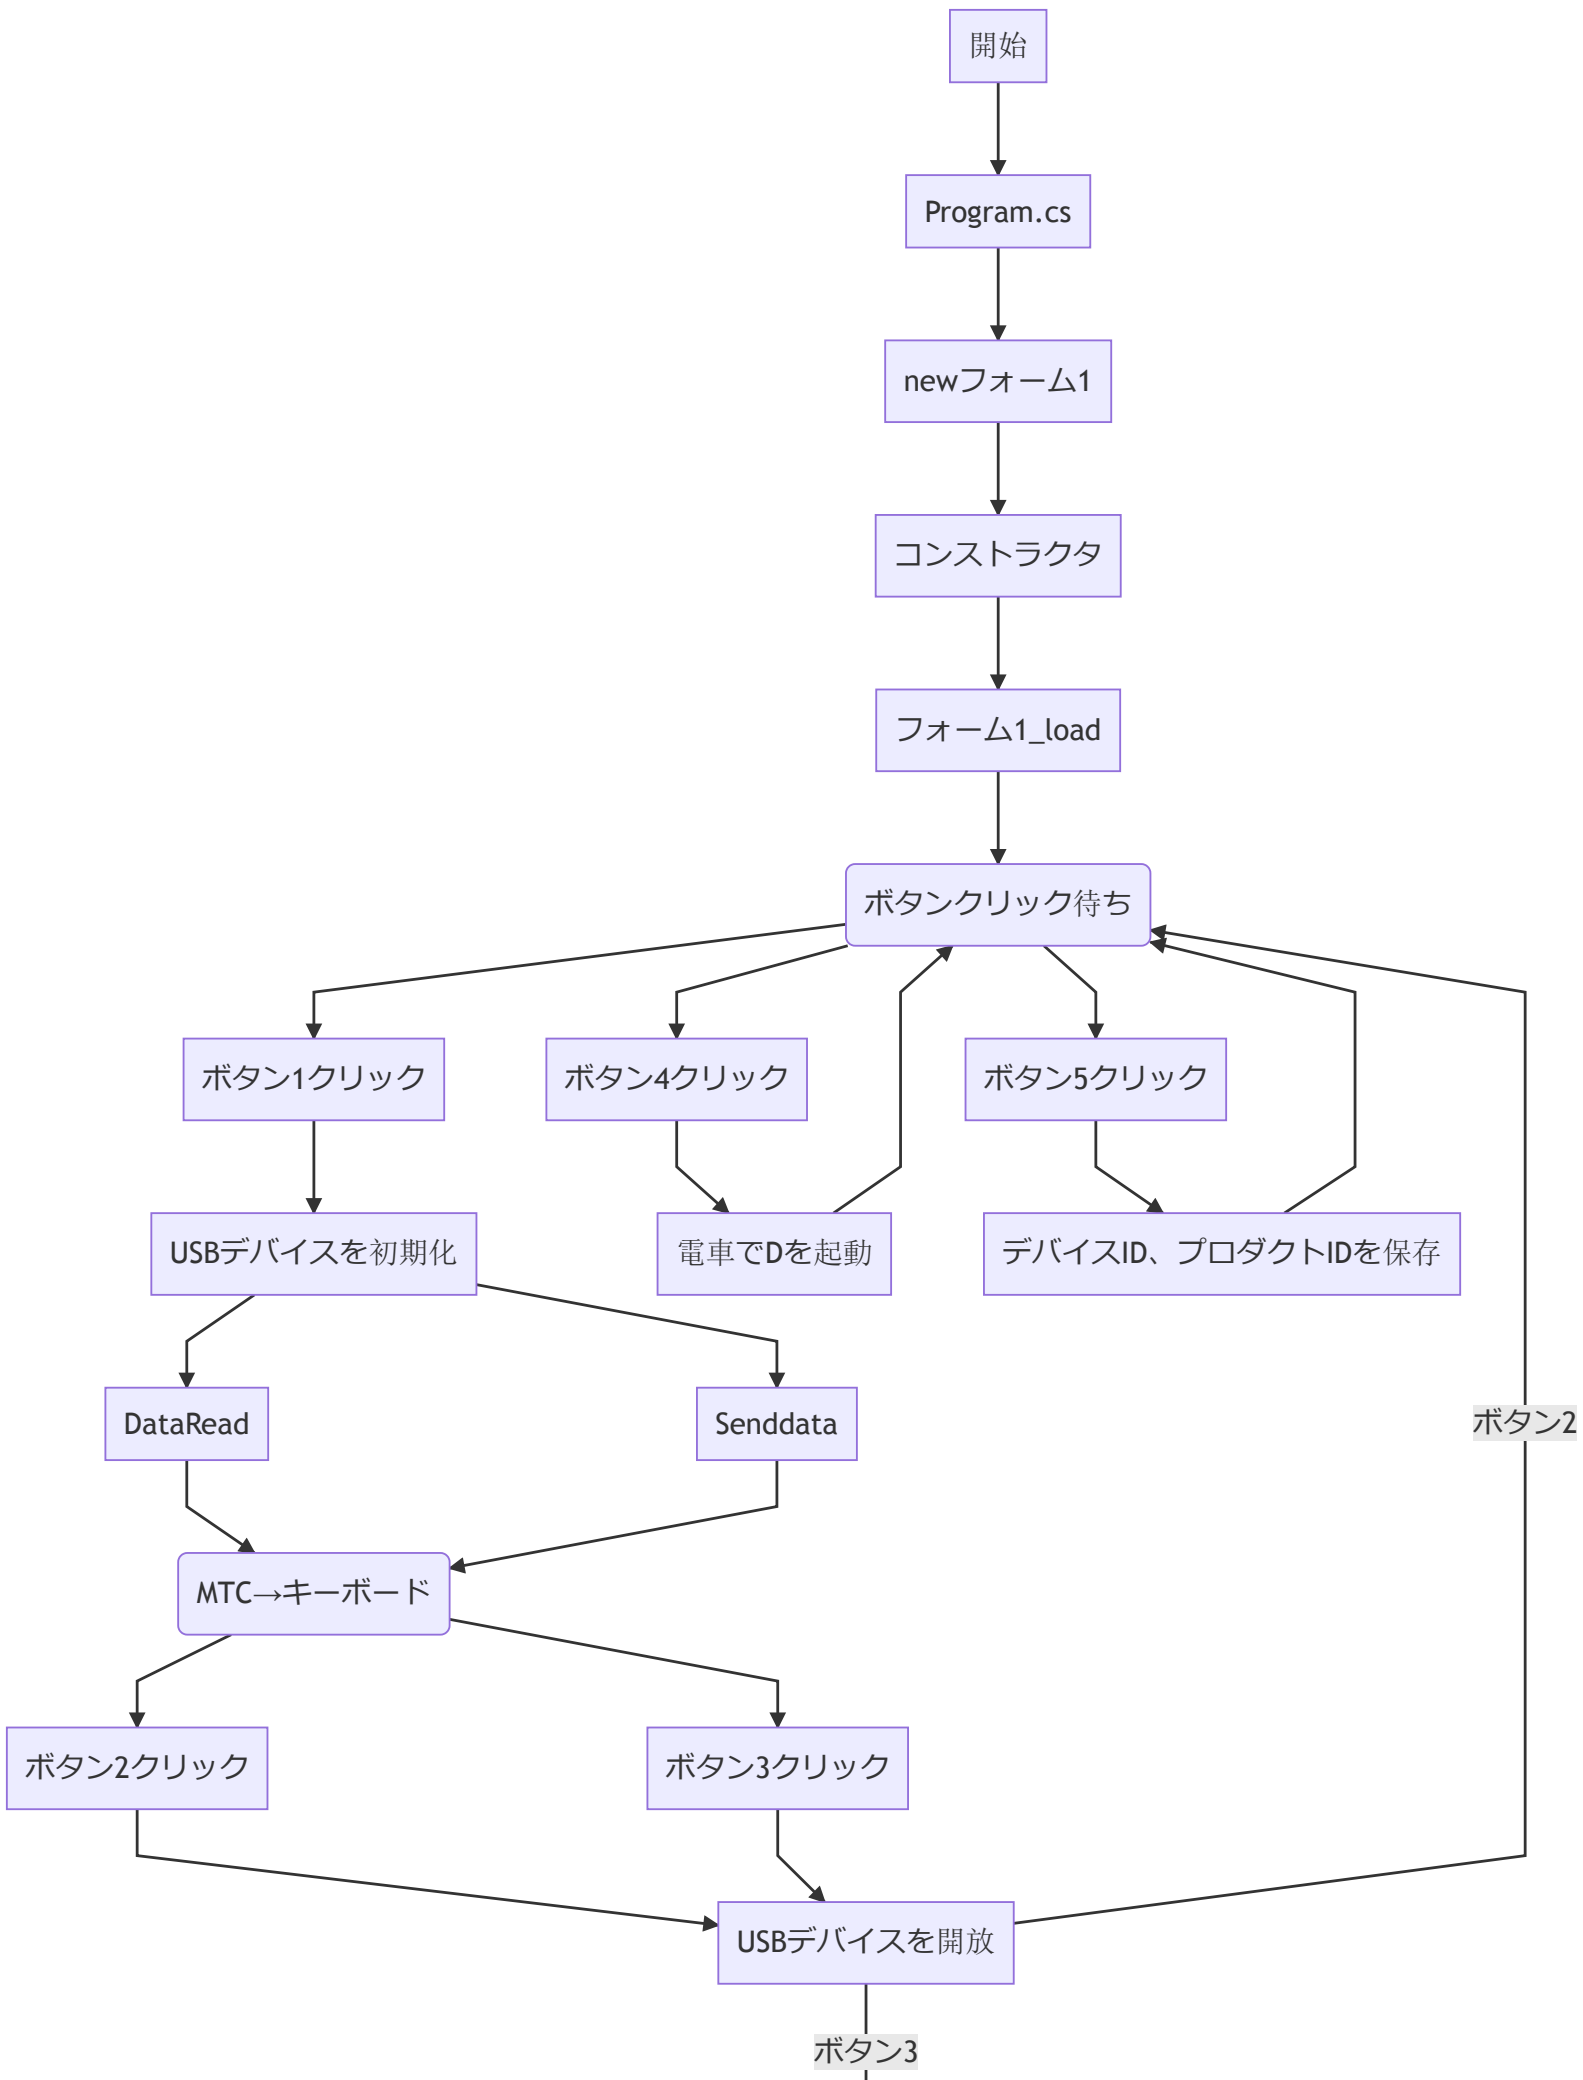 開始
Program.cs
newフォーム1
コンストラクタ
フォーム1_load
ボタンクリック待ち
ボタン1クリック
ボタン4クリック
ボタン5クリック
USBデバイスを初期化
電車でDを起動
デバイスID、プロダクトIDを保存
DataRead
Senddata
ボタン2
MTC→キーボード
ボタン2クリック
ボタン3クリック
USBデバイスを開放
ボタン3